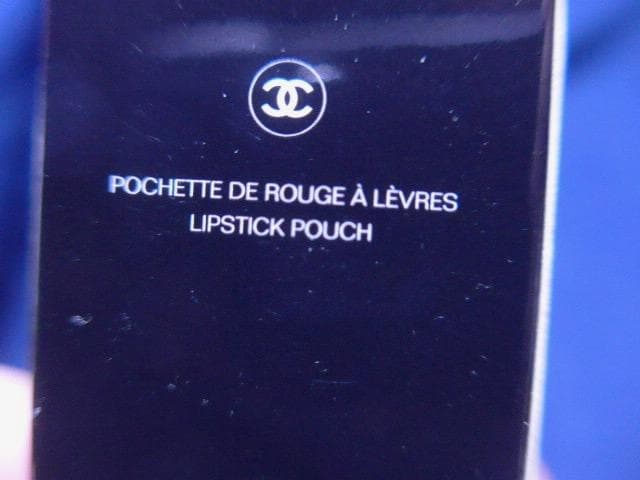 POCHETTE DE ROUGE À LÈVRES
LIPSTICK POUCH